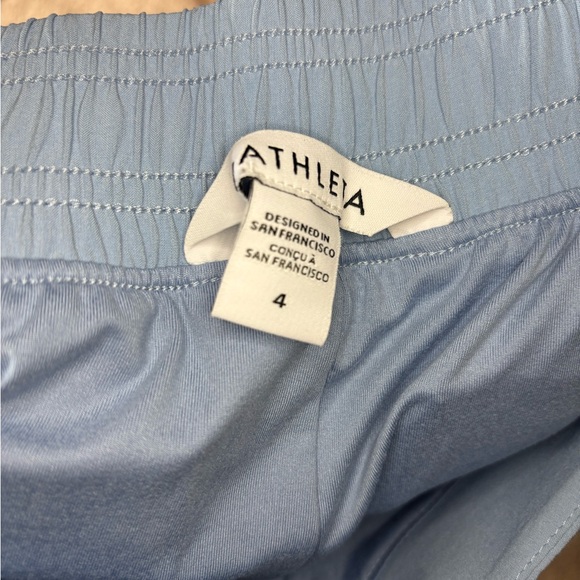 ATHLETA
DESIGNED IN
SAN FRANCISCO
CONÇU À
SAN FRANCISCO
4